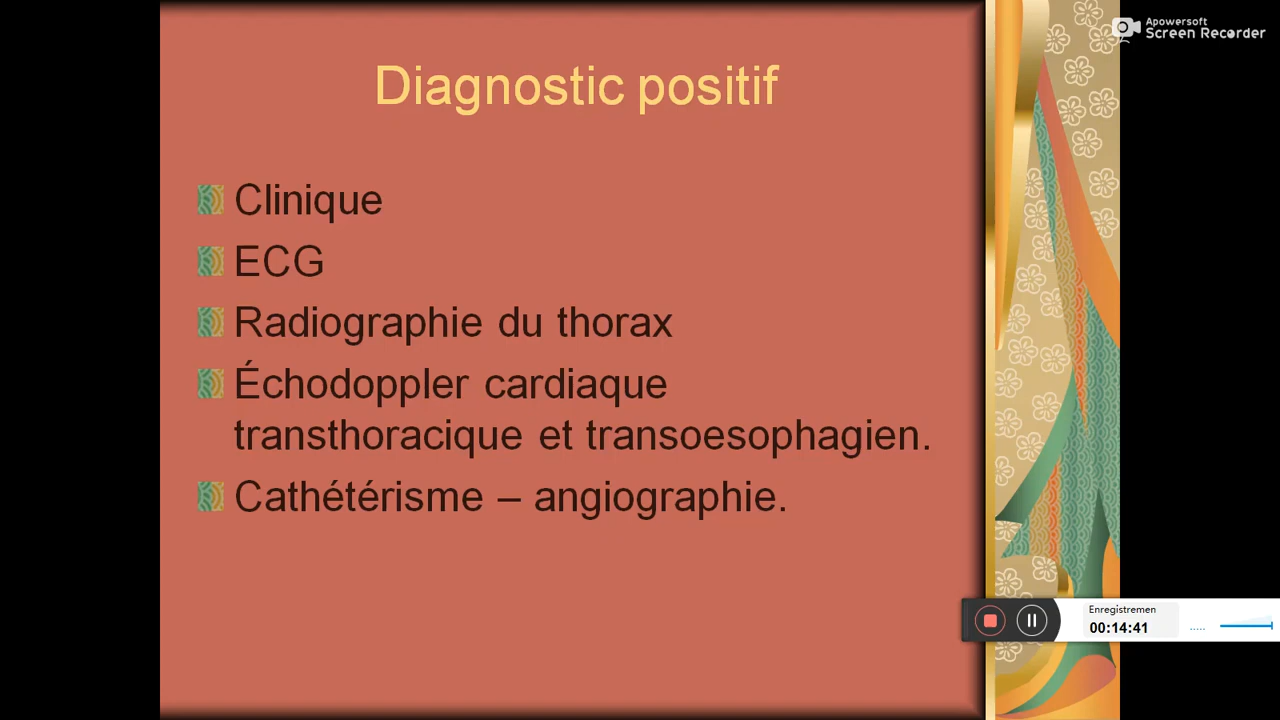 Apowersoft
Screen Recorder
Diagnostic positif
Clinique
ECG
Radiographie du thorax
Échodoppler cardiaque
transthoracique et transoesophagien.
Cathétérisme – angiographie.
Enregistremen
00:14:41